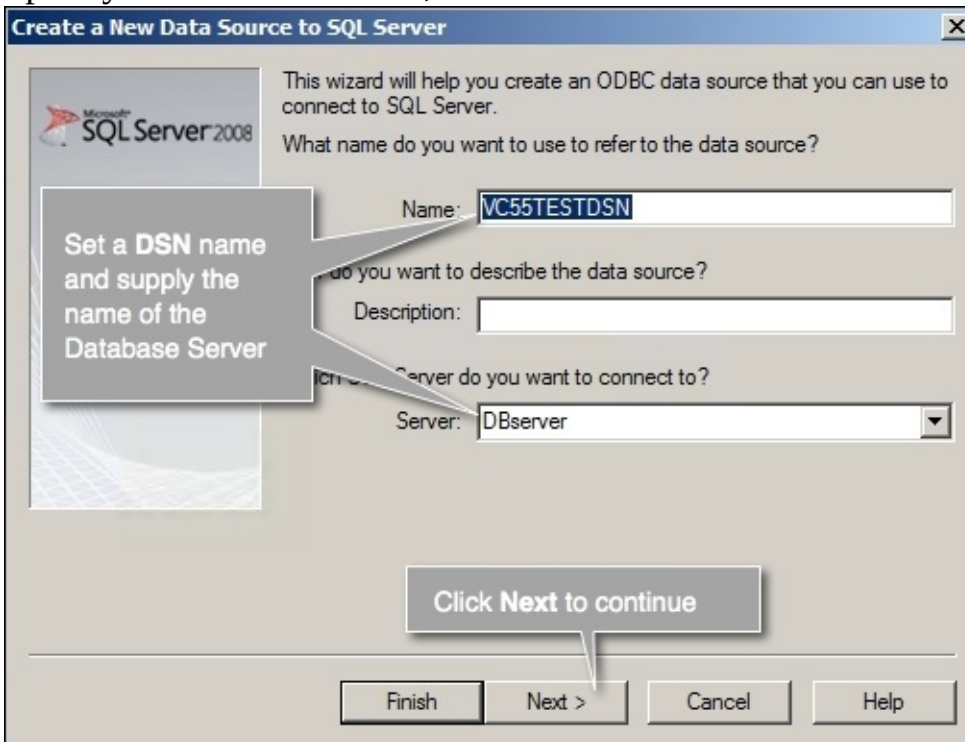 Create a New Data Source to SQL Server
This wizard will help you create an ODBC data source that you can use to
connect to SQL Server.
Microsoft
SQL Server 2008
What name do you want to use to refer to the data source?
Name: VC55TESTDSN
Set a DSN name
and supply the
name of the
Database Server
do you want to describe the data source?
Description:
Server do you want to connect to?
Server: DBserver
Click Next to continue
Finish
Next >
Cancel
Help